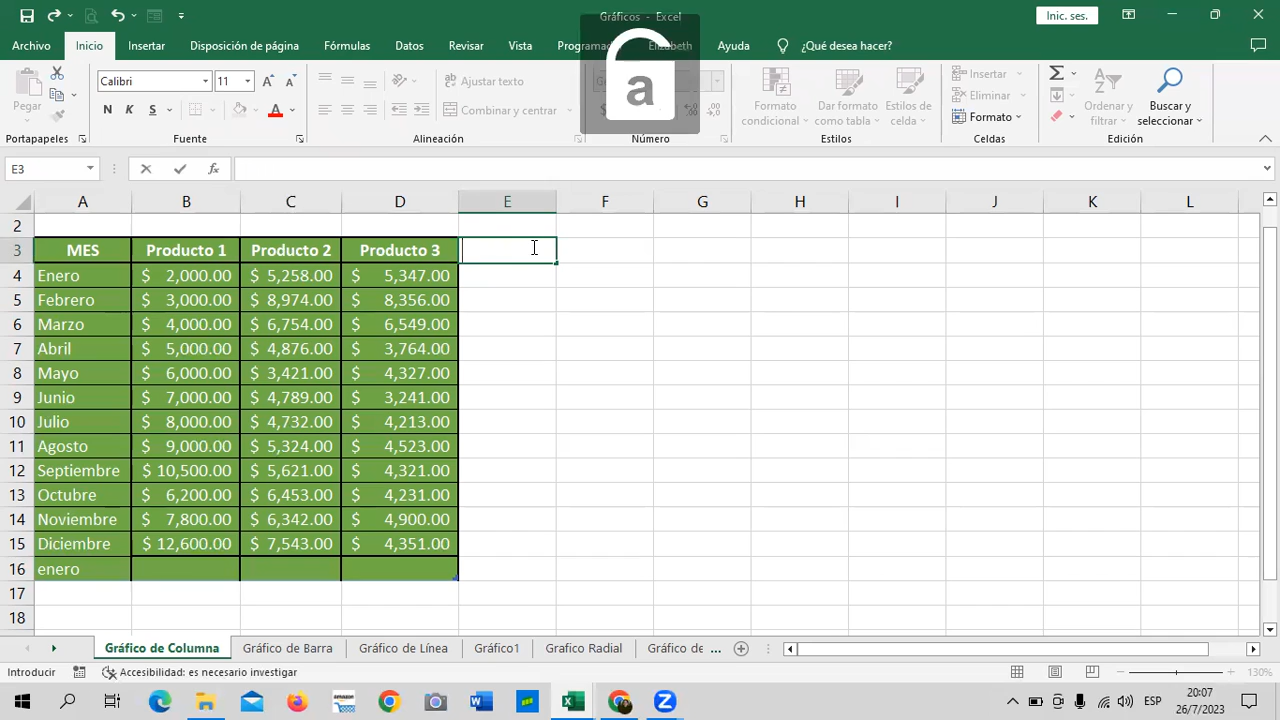 Gráficos - Excel
Inic. ses.
Archivo Inicio Insertar Disposición de página Fórmulas Datos Revisar Vista Elizabeth Ayuda ¿Qué desea hacer?
a
Pegar
Calibri 11
N K S
Ajustar texto
Combinar y centrar
Formato condicional
Dar formato como tabla
Estilos de celda
Insertar
Eliminar
Formato
Ordenar y filtrar
Buscar y seleccionar
Portapapeles Fuente Alineación Número Estilos Celdas Edición
E3
fx
A B C D E F G H I J K L
2
3 MES Producto 1 Producto 2 Producto 3
4 Enero $ 2,000.00 $ 5,258.00 $ 5,347.00
5 Febrero $ 3,000.00 $ 8,974.00 $ 8,356.00
6 Marzo $ 4,000.00 $ 6,754.00 $ 6,549.00
7 Abril $ 5,000.00 $ 4,876.00 $ 3,764.00
8 Mayo $ 6,000.00 $ 3,421.00 $ 4,327.00
9 Junio $ 7,000.00 $ 4,789.00 $ 3,241.00
10 Julio $ 8,000.00 $ 4,732.00 $ 4,213.00
11 Agosto $ 9,000.00 $ 5,324.00 $ 4,523.00
12 Septiembre $ 10,500.00 $ 5,621.00 $ 4,321.00
13 Octubre $ 6,200.00 $ 6,453.00 $ 4,231.00
14 Noviembre $ 7,800.00 $ 6,342.00 $ 4,900.00
15 Diciembre $ 12,600.00 $ 7,543.00 $ 4,351.00
16 enero
17
18
Gráfico de Columna Gráfico de Barra Gráfico de Línea Gráfico1 Grafico Radial Gráfico de ...
Introducir Accesibilidad: es necesario investigar 130%
ESP
20:07
26/7/2023